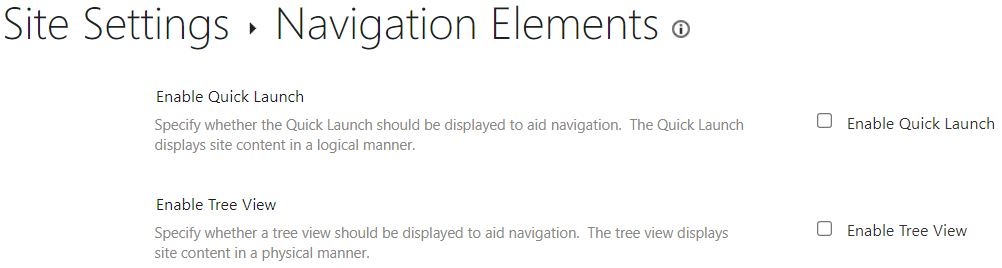 Site Settings ▸ Navigation Elements
Enable Quick Launch
Specify whether the Quick Launch should be displayed to aid navigation.  The Quick Launch
displays site content in a logical manner.
Enable Quick Launch
Enable Tree View
Specify whether a tree view should be displayed to aid navigation.  The tree view displays
site content in a physical manner.
Enable Tree View